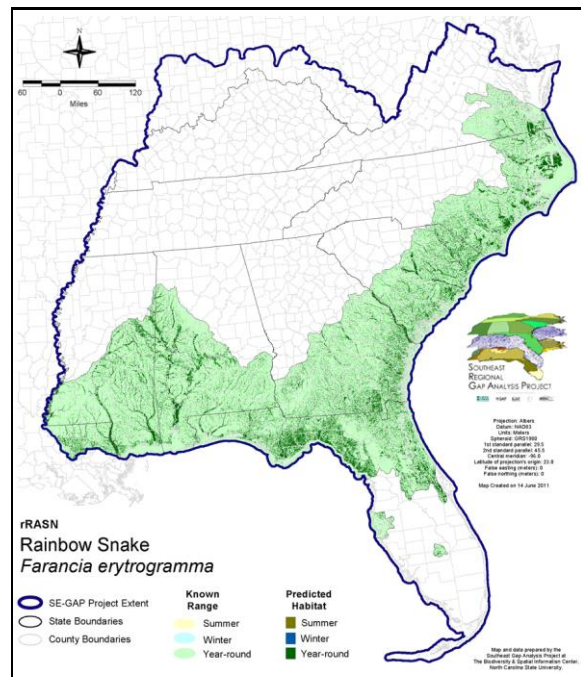 60 0 60 120
Miles
SOUTHEAST
REGIONAL
GAP ANALYSIS PROJECT
Projection: Albers
Datum: NAD83
Units: Meters
Spheroid: GRS1980
1st standard parallel: 29.5
2nd standard parallel: 45.5
Central meridian: -96.0
Latitude of projection's origin: 23.0
False easting (meters): 0
False northing (meters): 0
Map Created on 14 June 2011
rRASN
Rainbow Snake
Farancia erytrogramma
SE-GAP Project Extent
State Boundaries
County Boundaries
Known
Range
Summer
Winter
Year-round
Predicted
Habitat
Summer
Winter
Year-round
Map and data prepared by the
Southeast Gap Analysis Project at
The Biodiversity & Spatial Information Center,
North Carolina State University.